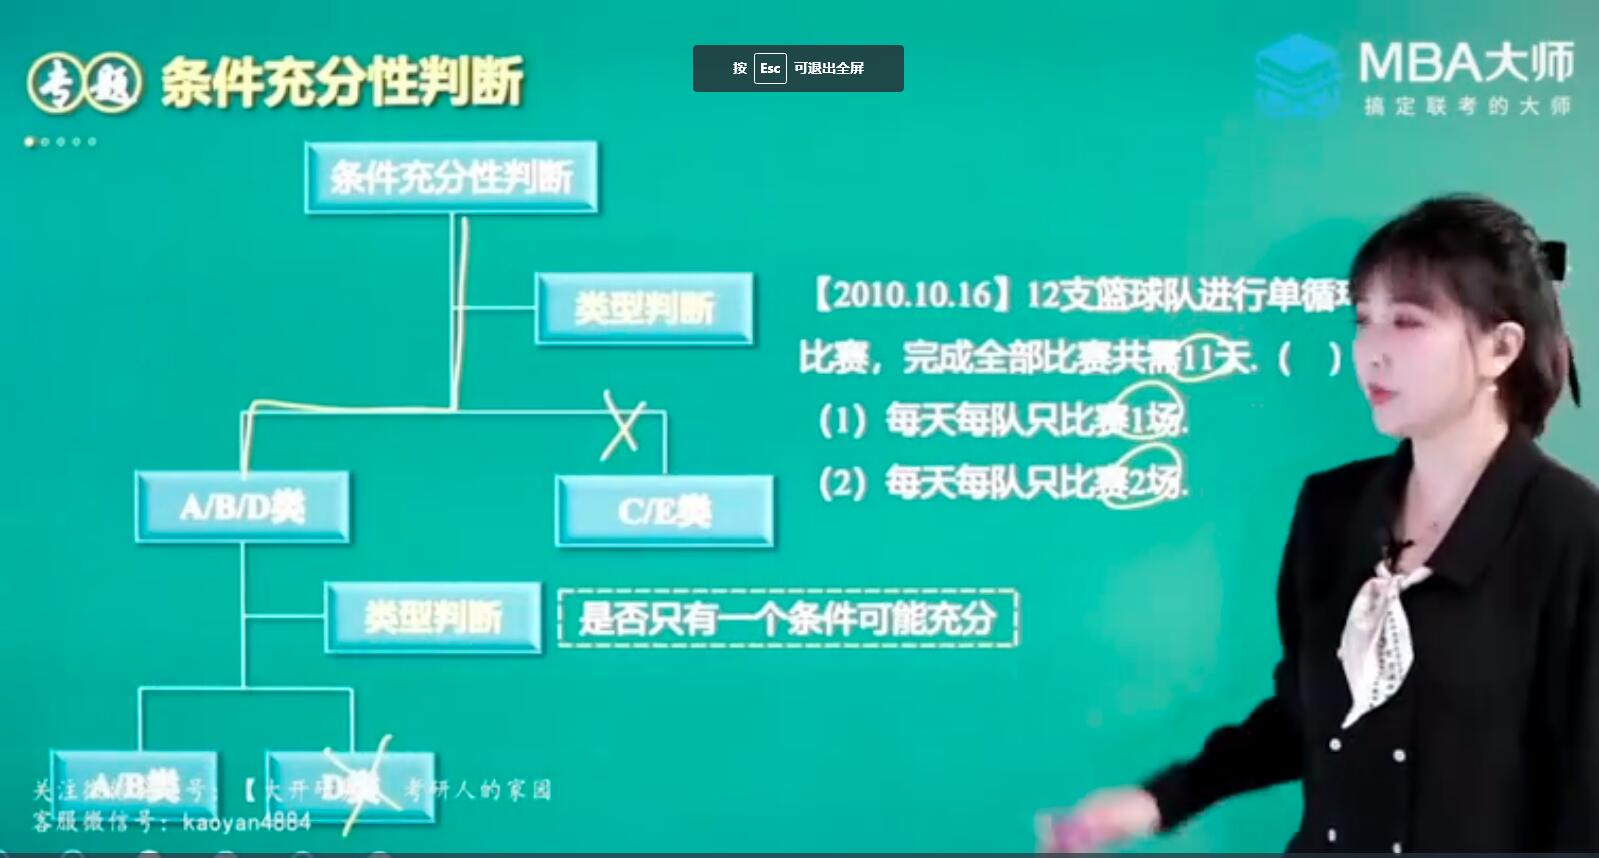 专题 条件充分性判断
按 Esc 可退出全屏
MBA大师
搞定联考的大师
条件充分性判断
类型判断
【2010.10.16】12支篮球队进行单循
比赛，完成全部比赛共需11天.（ ）
（1）每天每队只比赛1场.
（2）每天每队只比赛2场.
A/B/D类
C/E类
类型判断
是否只有一个条件可能充分
A/B类
D类
关注 号：【大开 考研人的家园
客服微信号：kaoyan4884